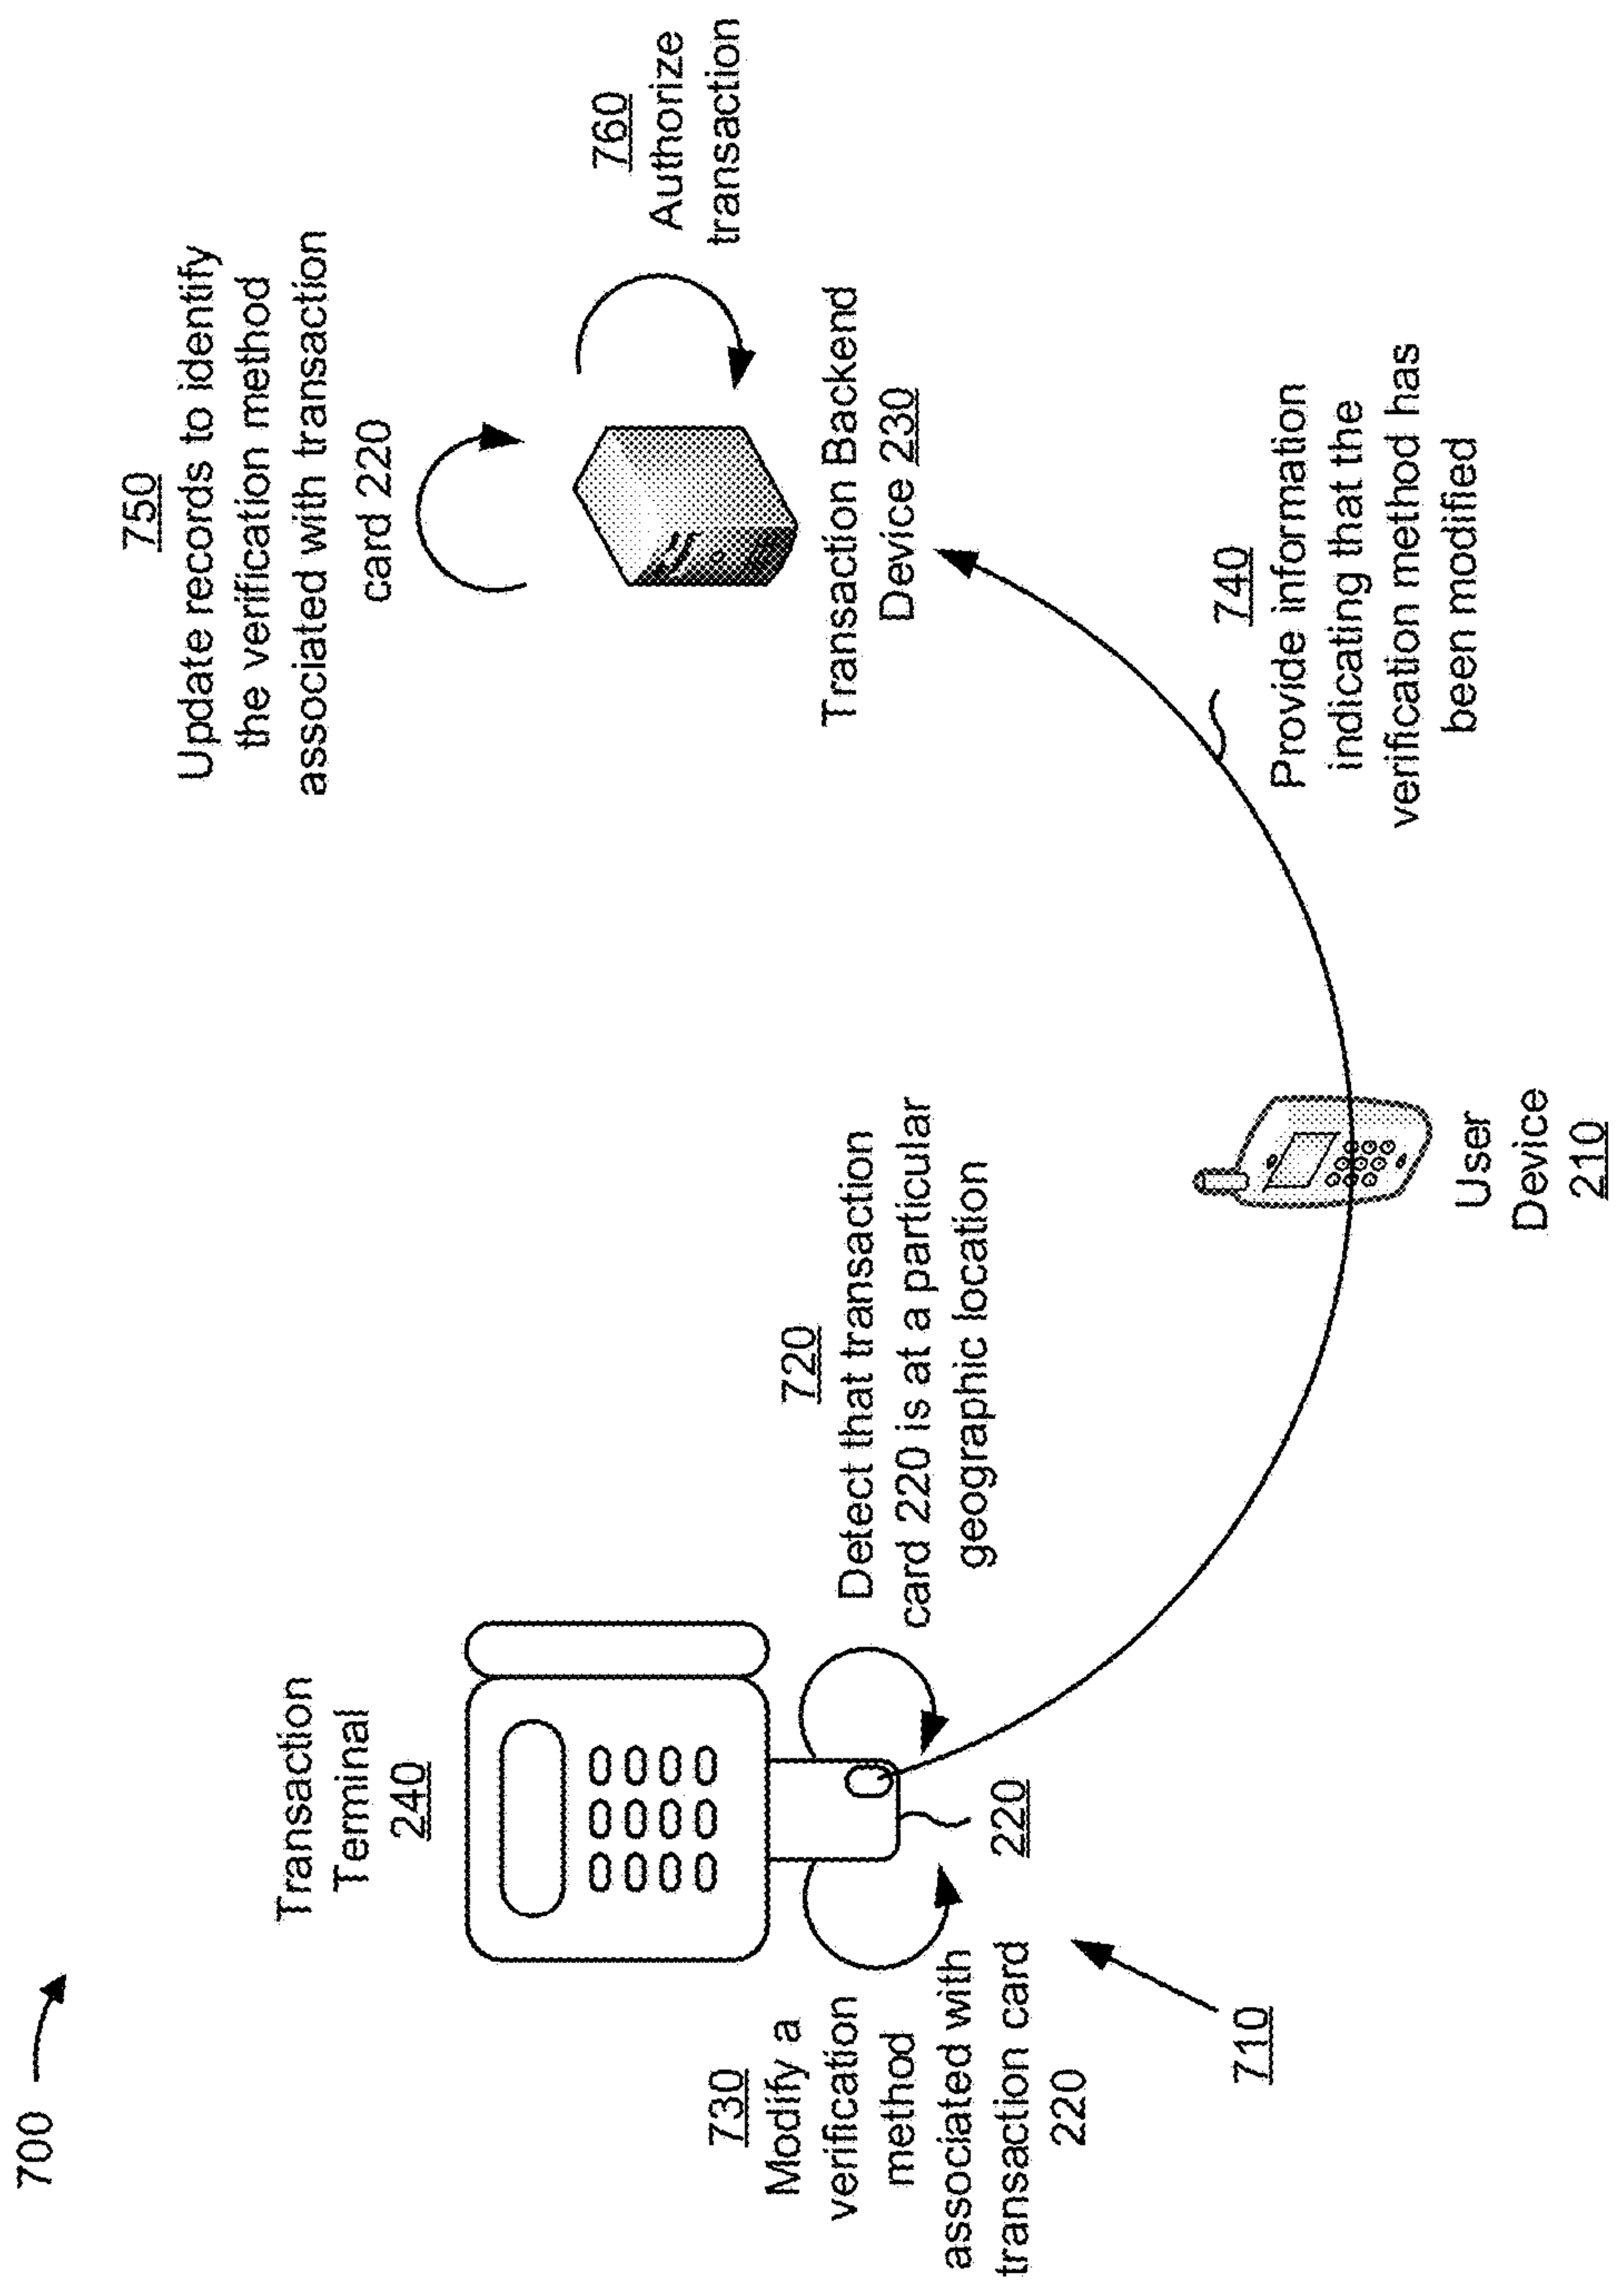 700
Transaction
Terminal
240
730
Modify a
verification
method
associated with
transaction card
220
710
220
720
Detect that transaction
card 220 is at a particular
geographic location
User
Device
210
740
Provide information
indicating that the
verification method has
been modified
750
Update records to identify
the verification method
associated with transaction
card 220
760
Authorize
transaction
Transaction Backend
Device 230